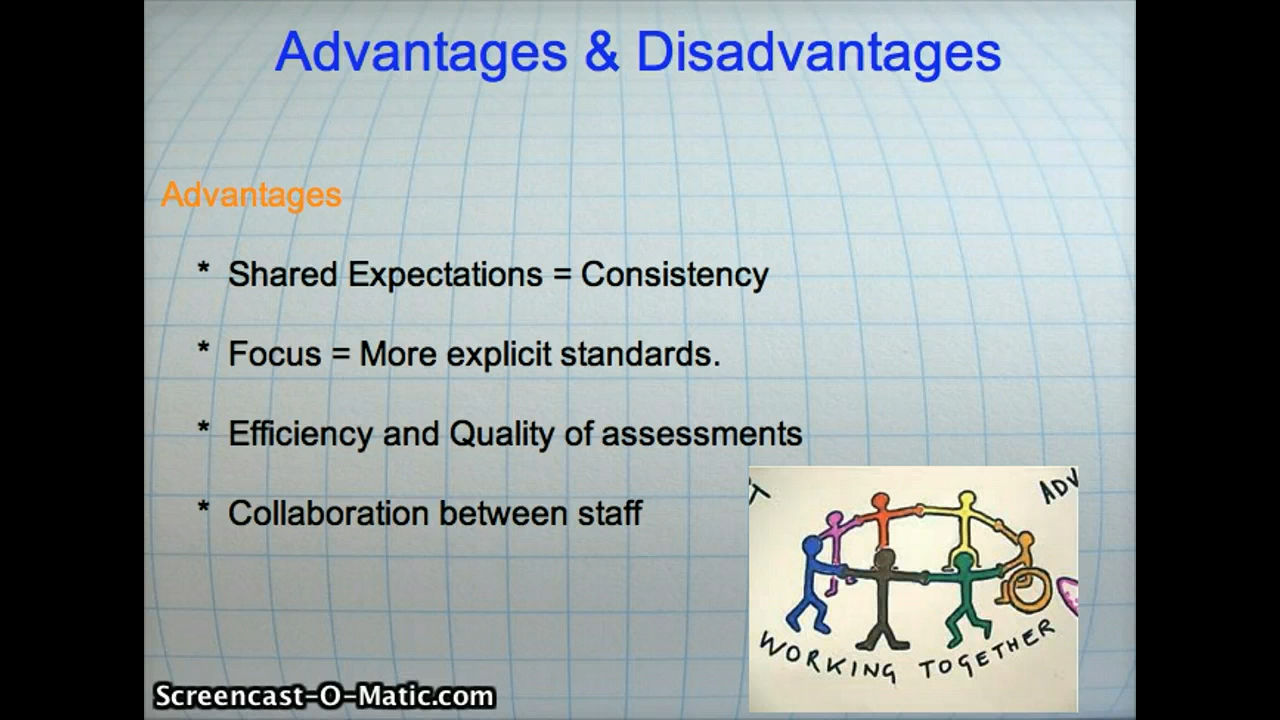 Advantages & Disadvantages
Advantages
* Shared Expectations = Consistency
* Focus = More explicit standards.
* Efficiency and Quality of assessments
* Collaboration between staff
ADV
WORKING TOGETHER
Screencast-O-Matic.com